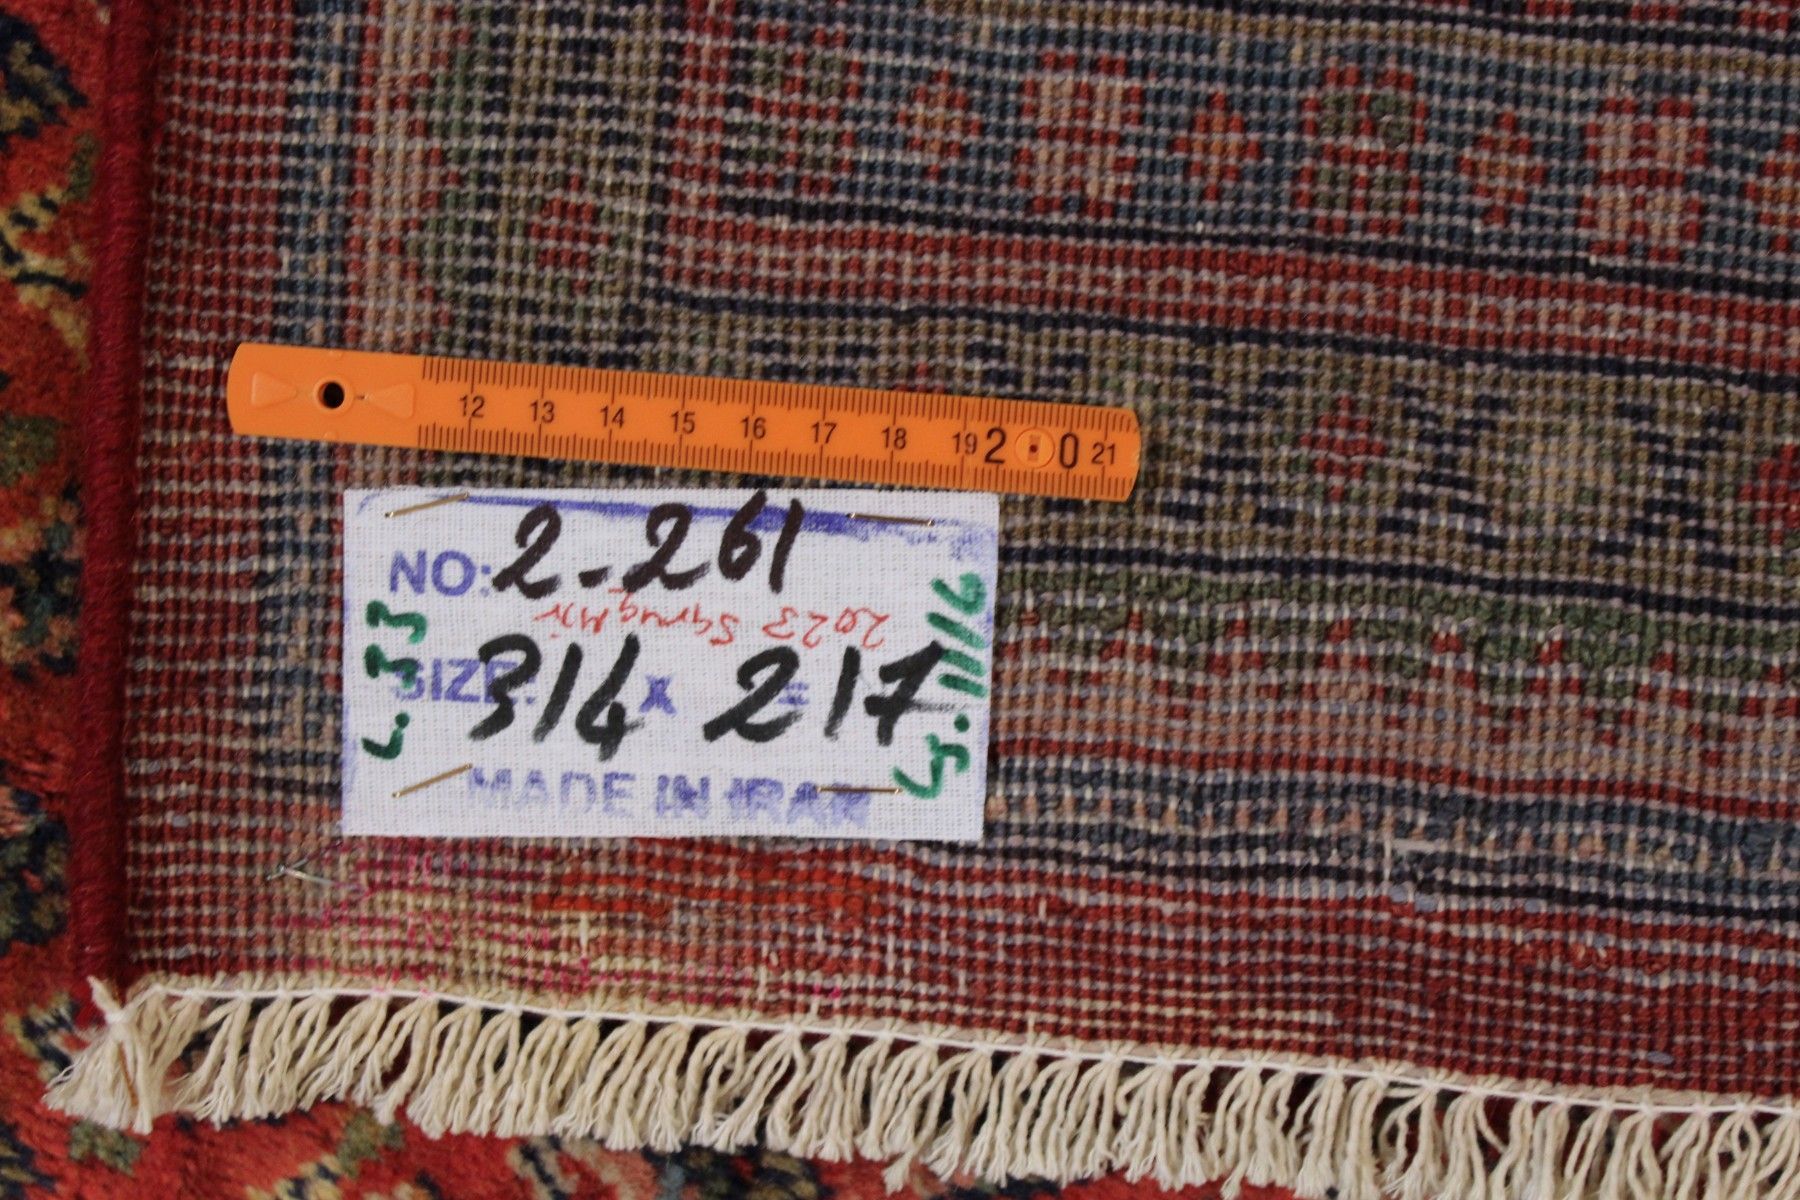 12 13 14 15 16 17 18 19 20 21
NO: 2-261
2023
SIZE: 314 x 217
MADE IN IRAN
L.33